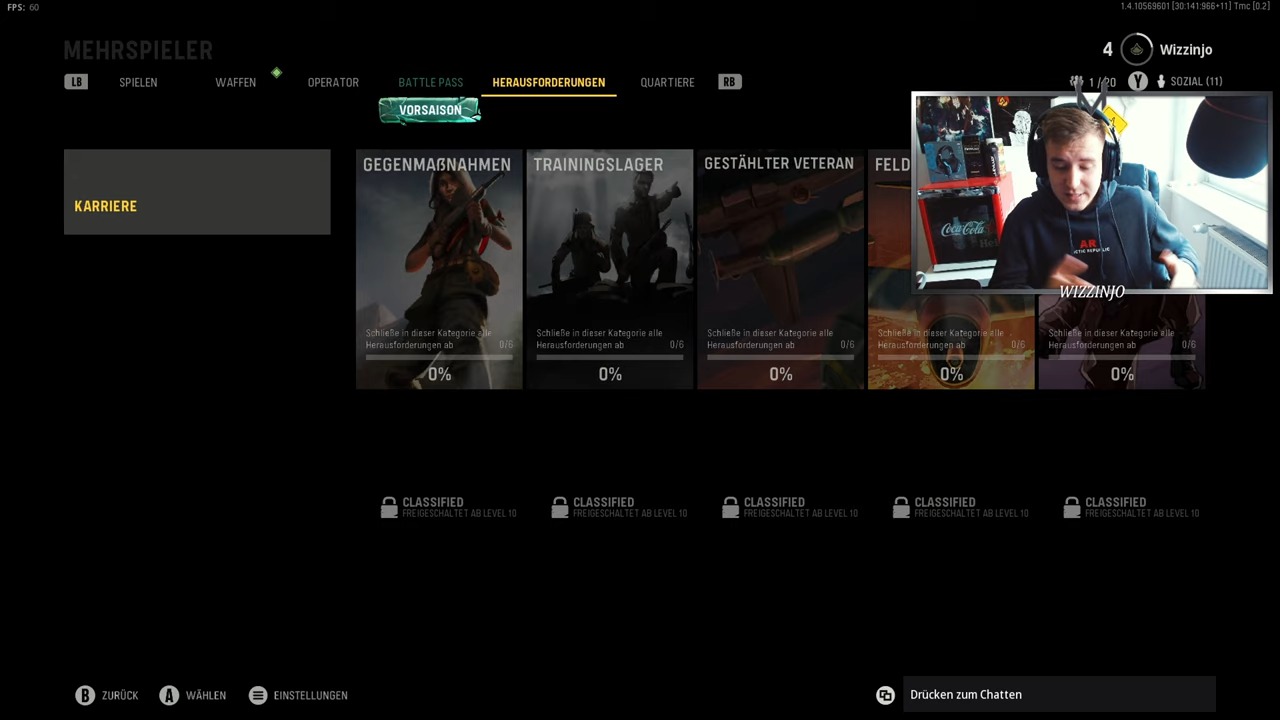 FPS: 60
1.4.10569601 [30:141:966+11] Tmc [0.2]
MEHRSPIELER
4 Wizzinjo
LB SPIELEN WAFFEN OPERATOR BATTLE PASS HERAUSFORDERUNGEN QUARTIERE RB
1 /20 Y SOZIAL (11)
VORSAISON
KARRIERE
GEGENMAẞNAHMEN TRAININGSLAGER GESTÄHLTER VETERAN FELD
Coca-Cola
AR
WIZZINJO
Schließe in dieser Kategorie alle
Herausforderungen ab 0/6
0%
Schließe in dieser Kategorie alle
Herausforderungen ab 0/6
0%
Schließe in dieser Kategorie alle
Herausforderungen ab 0/6
0%
Schließe in dieser Kategorie alle
Herausforderungen ab 0/6
0%
Schließe in dieser Kategorie alle
Herausforderungen ab 0/6
0%
CLASSIFIED
FREIGESCHALTET AB LEVEL 10
CLASSIFIED
FREIGESCHALTET AB LEVEL 10
CLASSIFIED
FREIGESCHALTET AB LEVEL 10
CLASSIFIED
FREIGESCHALTET AB LEVEL 10
CLASSIFIED
FREIGESCHALTET AB LEVEL 10
B ZURÜCK A WÄHLEN EINSTELLUNGEN
Drücken zum Chatten